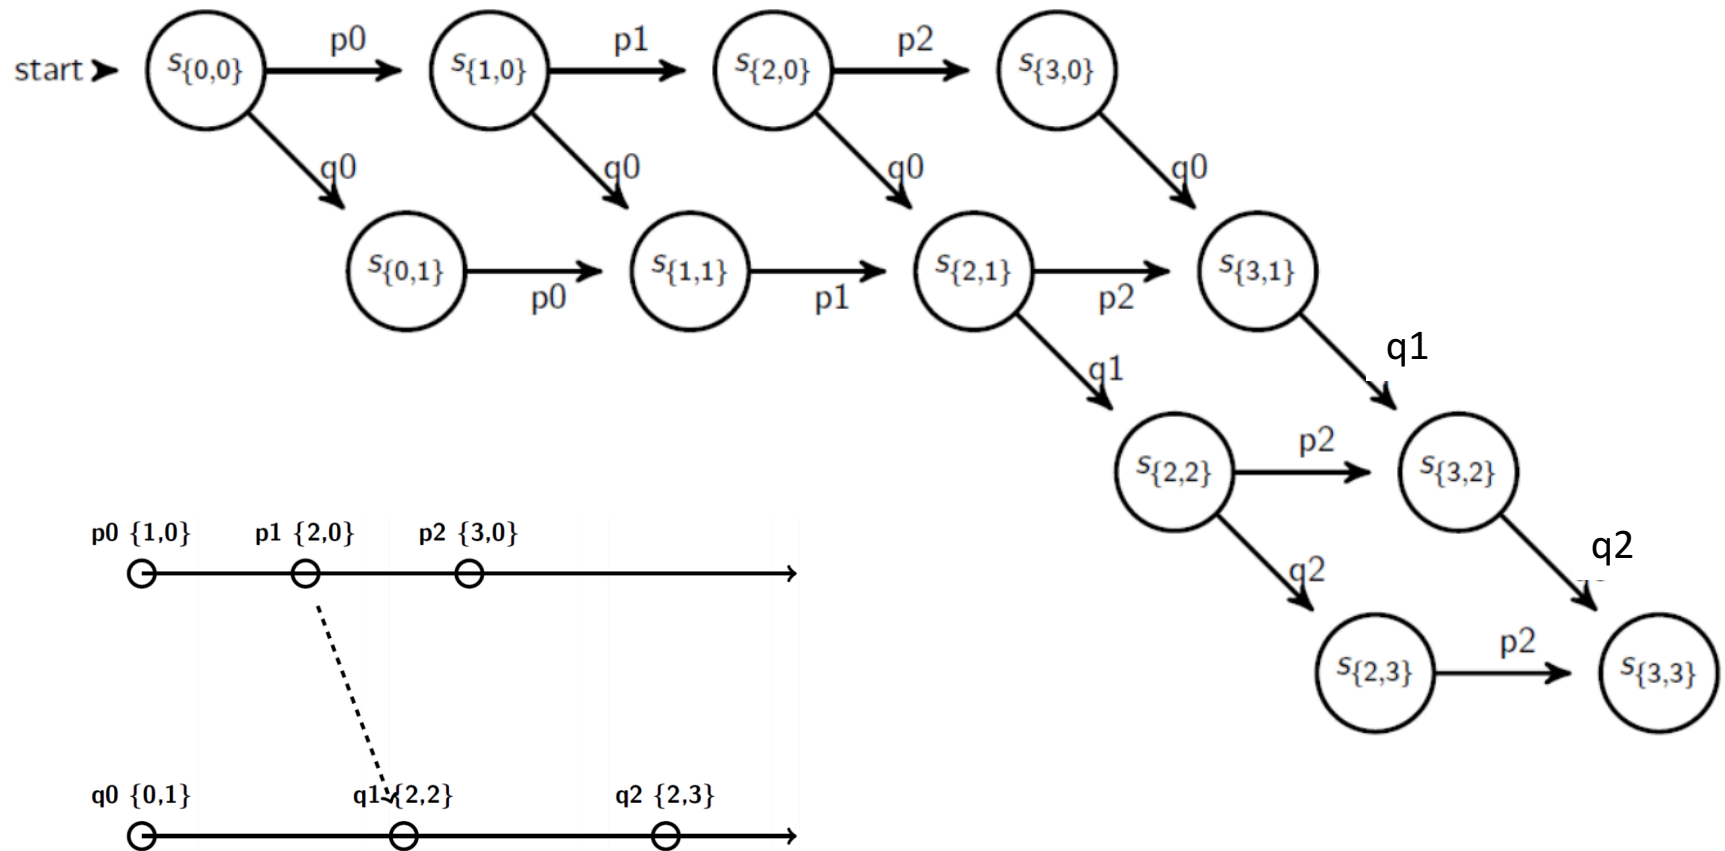 p0 p1 p2
start S{0,0} S{1,0} S{2,0} S{3,0}
q0 q0 q0 q0
S{0,1} S{1,1} S{2,1} S{3,1}
p0 p1 p2
q1 q1
p2
S{2,2} S{3,2}
p0 {1,0} p1 {2,0} p2 {3,0}
q2 q2
p2
S{2,3} S{3,3}
q0 {0,1} q1 {2,2} q2 {2,3}